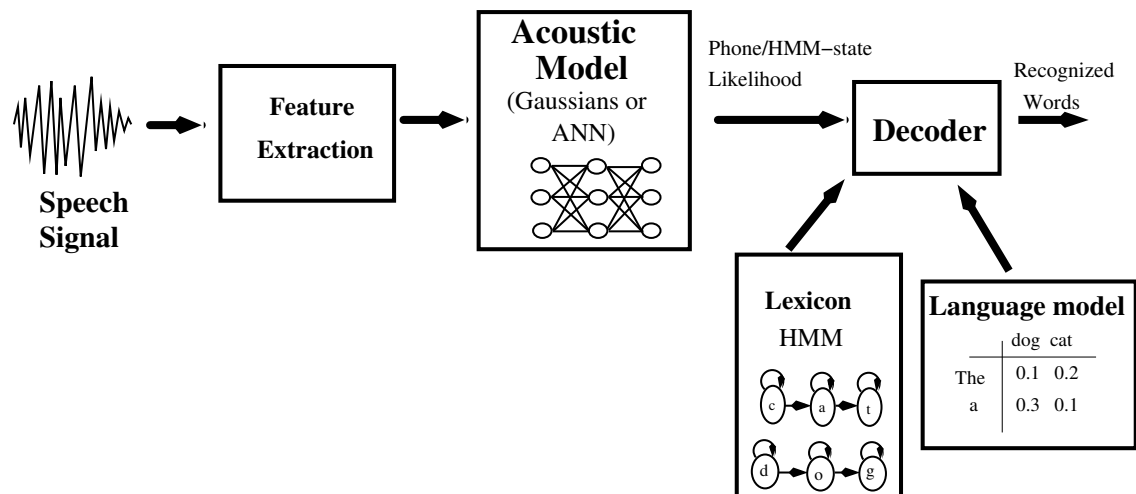 Speech
Signal
Feature
Extraction
Acoustic
Model
(Gaussians or
ANN)
Phone/HMM−state
Likelihood
Decoder
Recognized
Words
Lexicon
HMM
c a t
d o g
Language model
dog cat
The 0.1 0.2
a 0.3 0.1